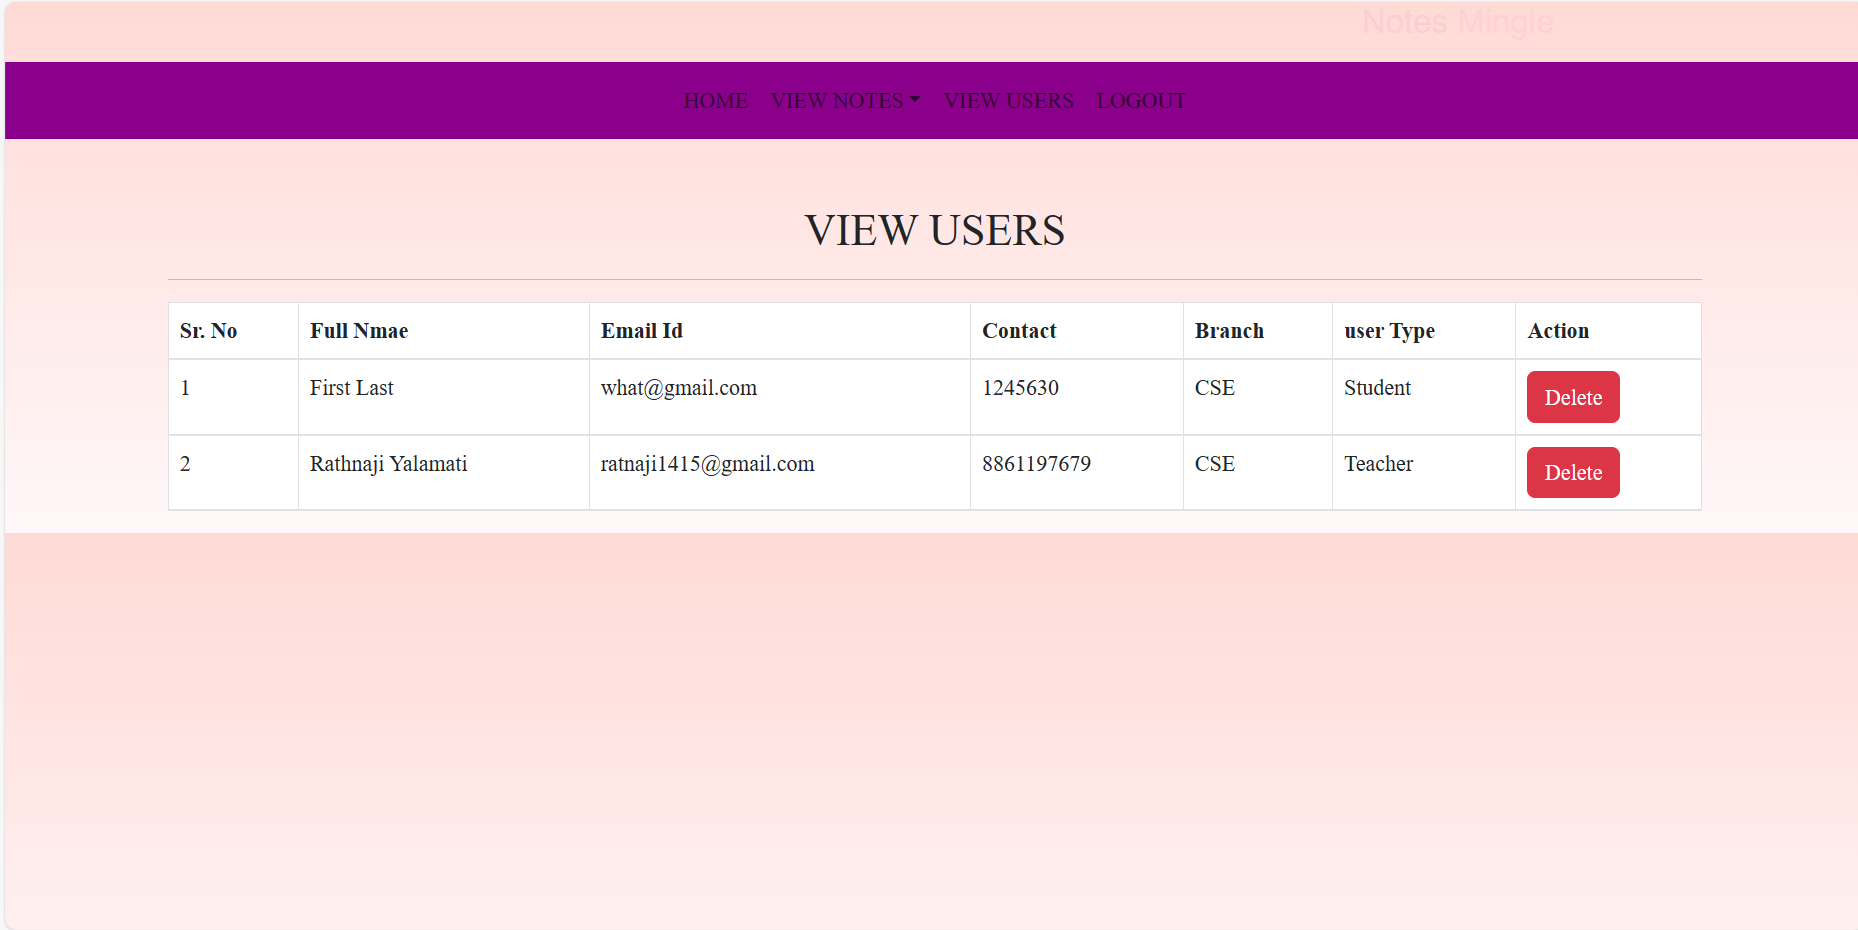 Notes Mingle
HOME VIEW NOTES VIEW USERS LOGOUT
VIEW USERS
Sr. No Full Nmae Email Id Contact Branch user Type Action
1 First Last what@gmail.com 1245630 CSE Student Delete
2 Rathnaji Yalamati ratnaji1415@gmail.com 8861197679 CSE Teacher Delete